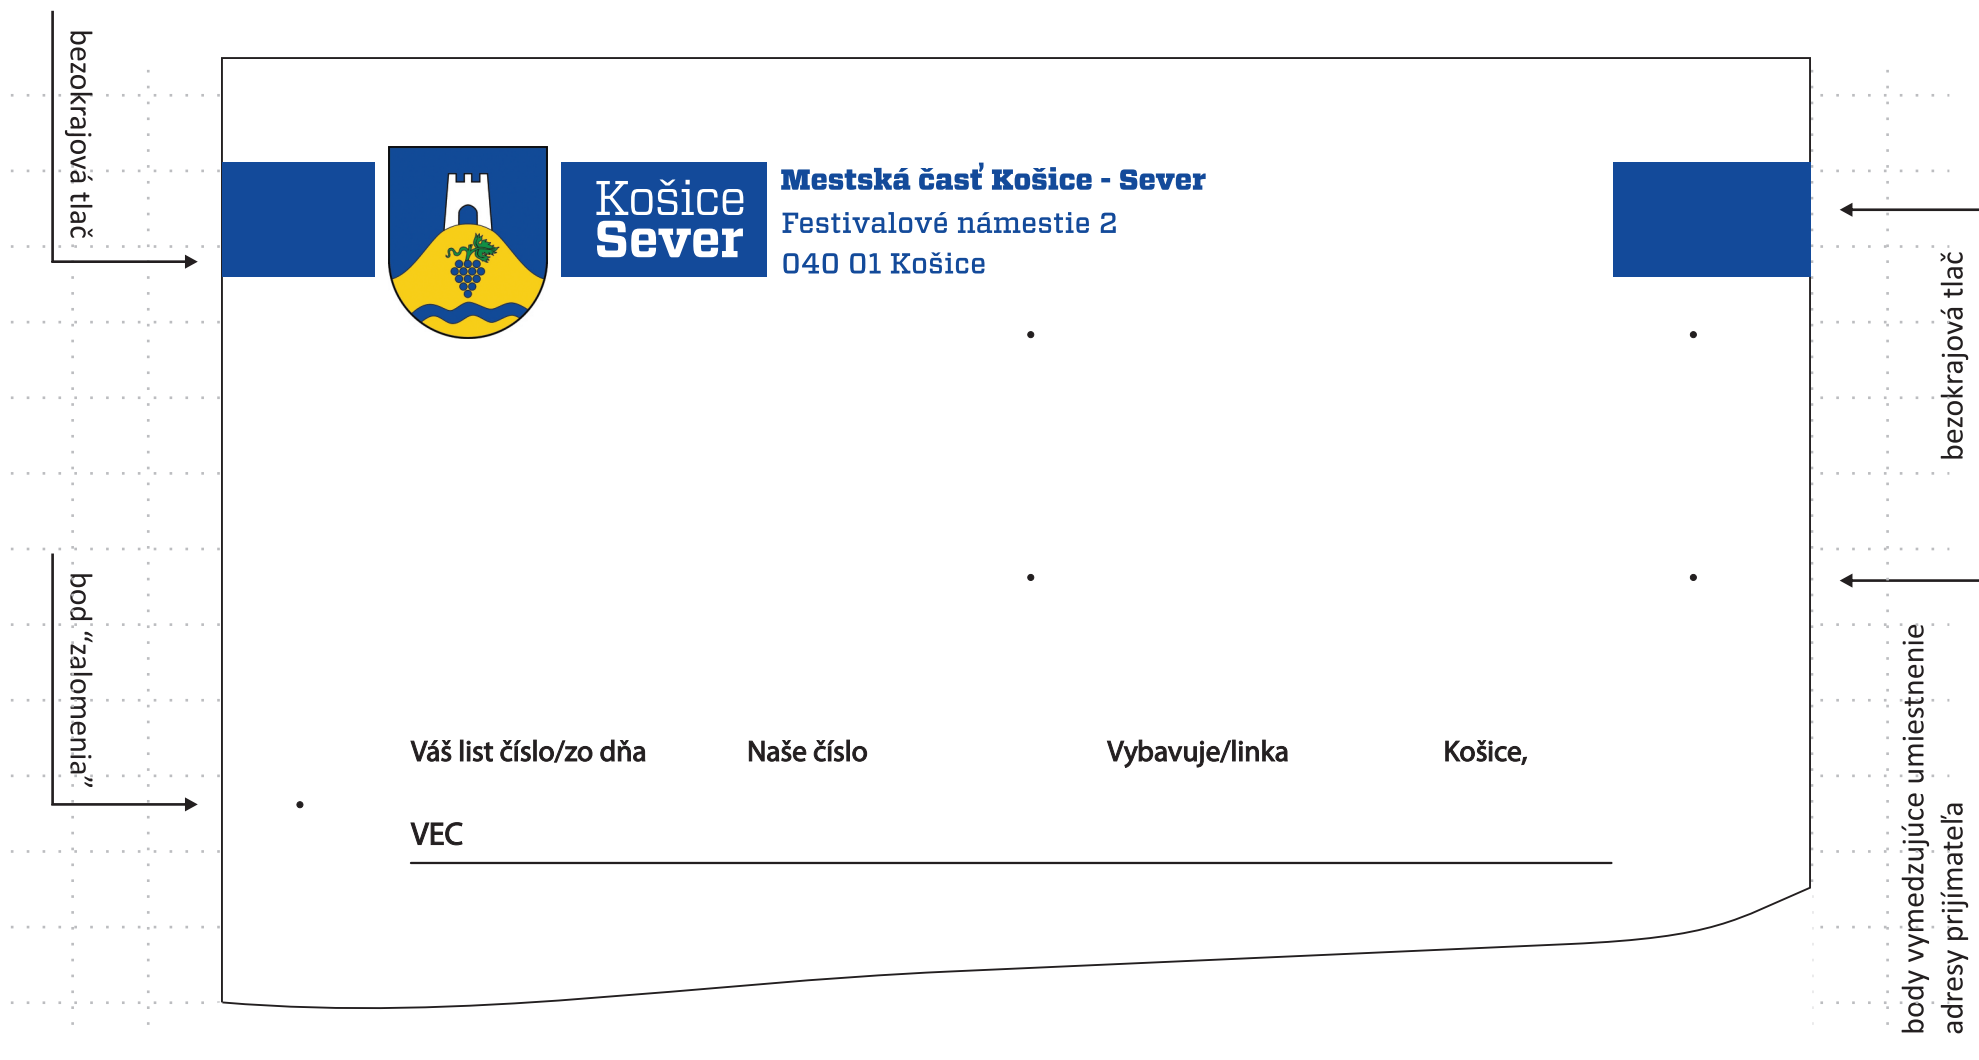 bezokrajová tlač
Košice
Sever
Mestská časť Košice - Sever
Festivalové námestie 2
040 01 Košice
bezokrajová tlač
bod “zalomenia”
body vymedzujúce umiestnenie
adresy prijímateľa
Váš list číslo/zo dňa Naše číslo Vybavuje/linka Košice,
VEC